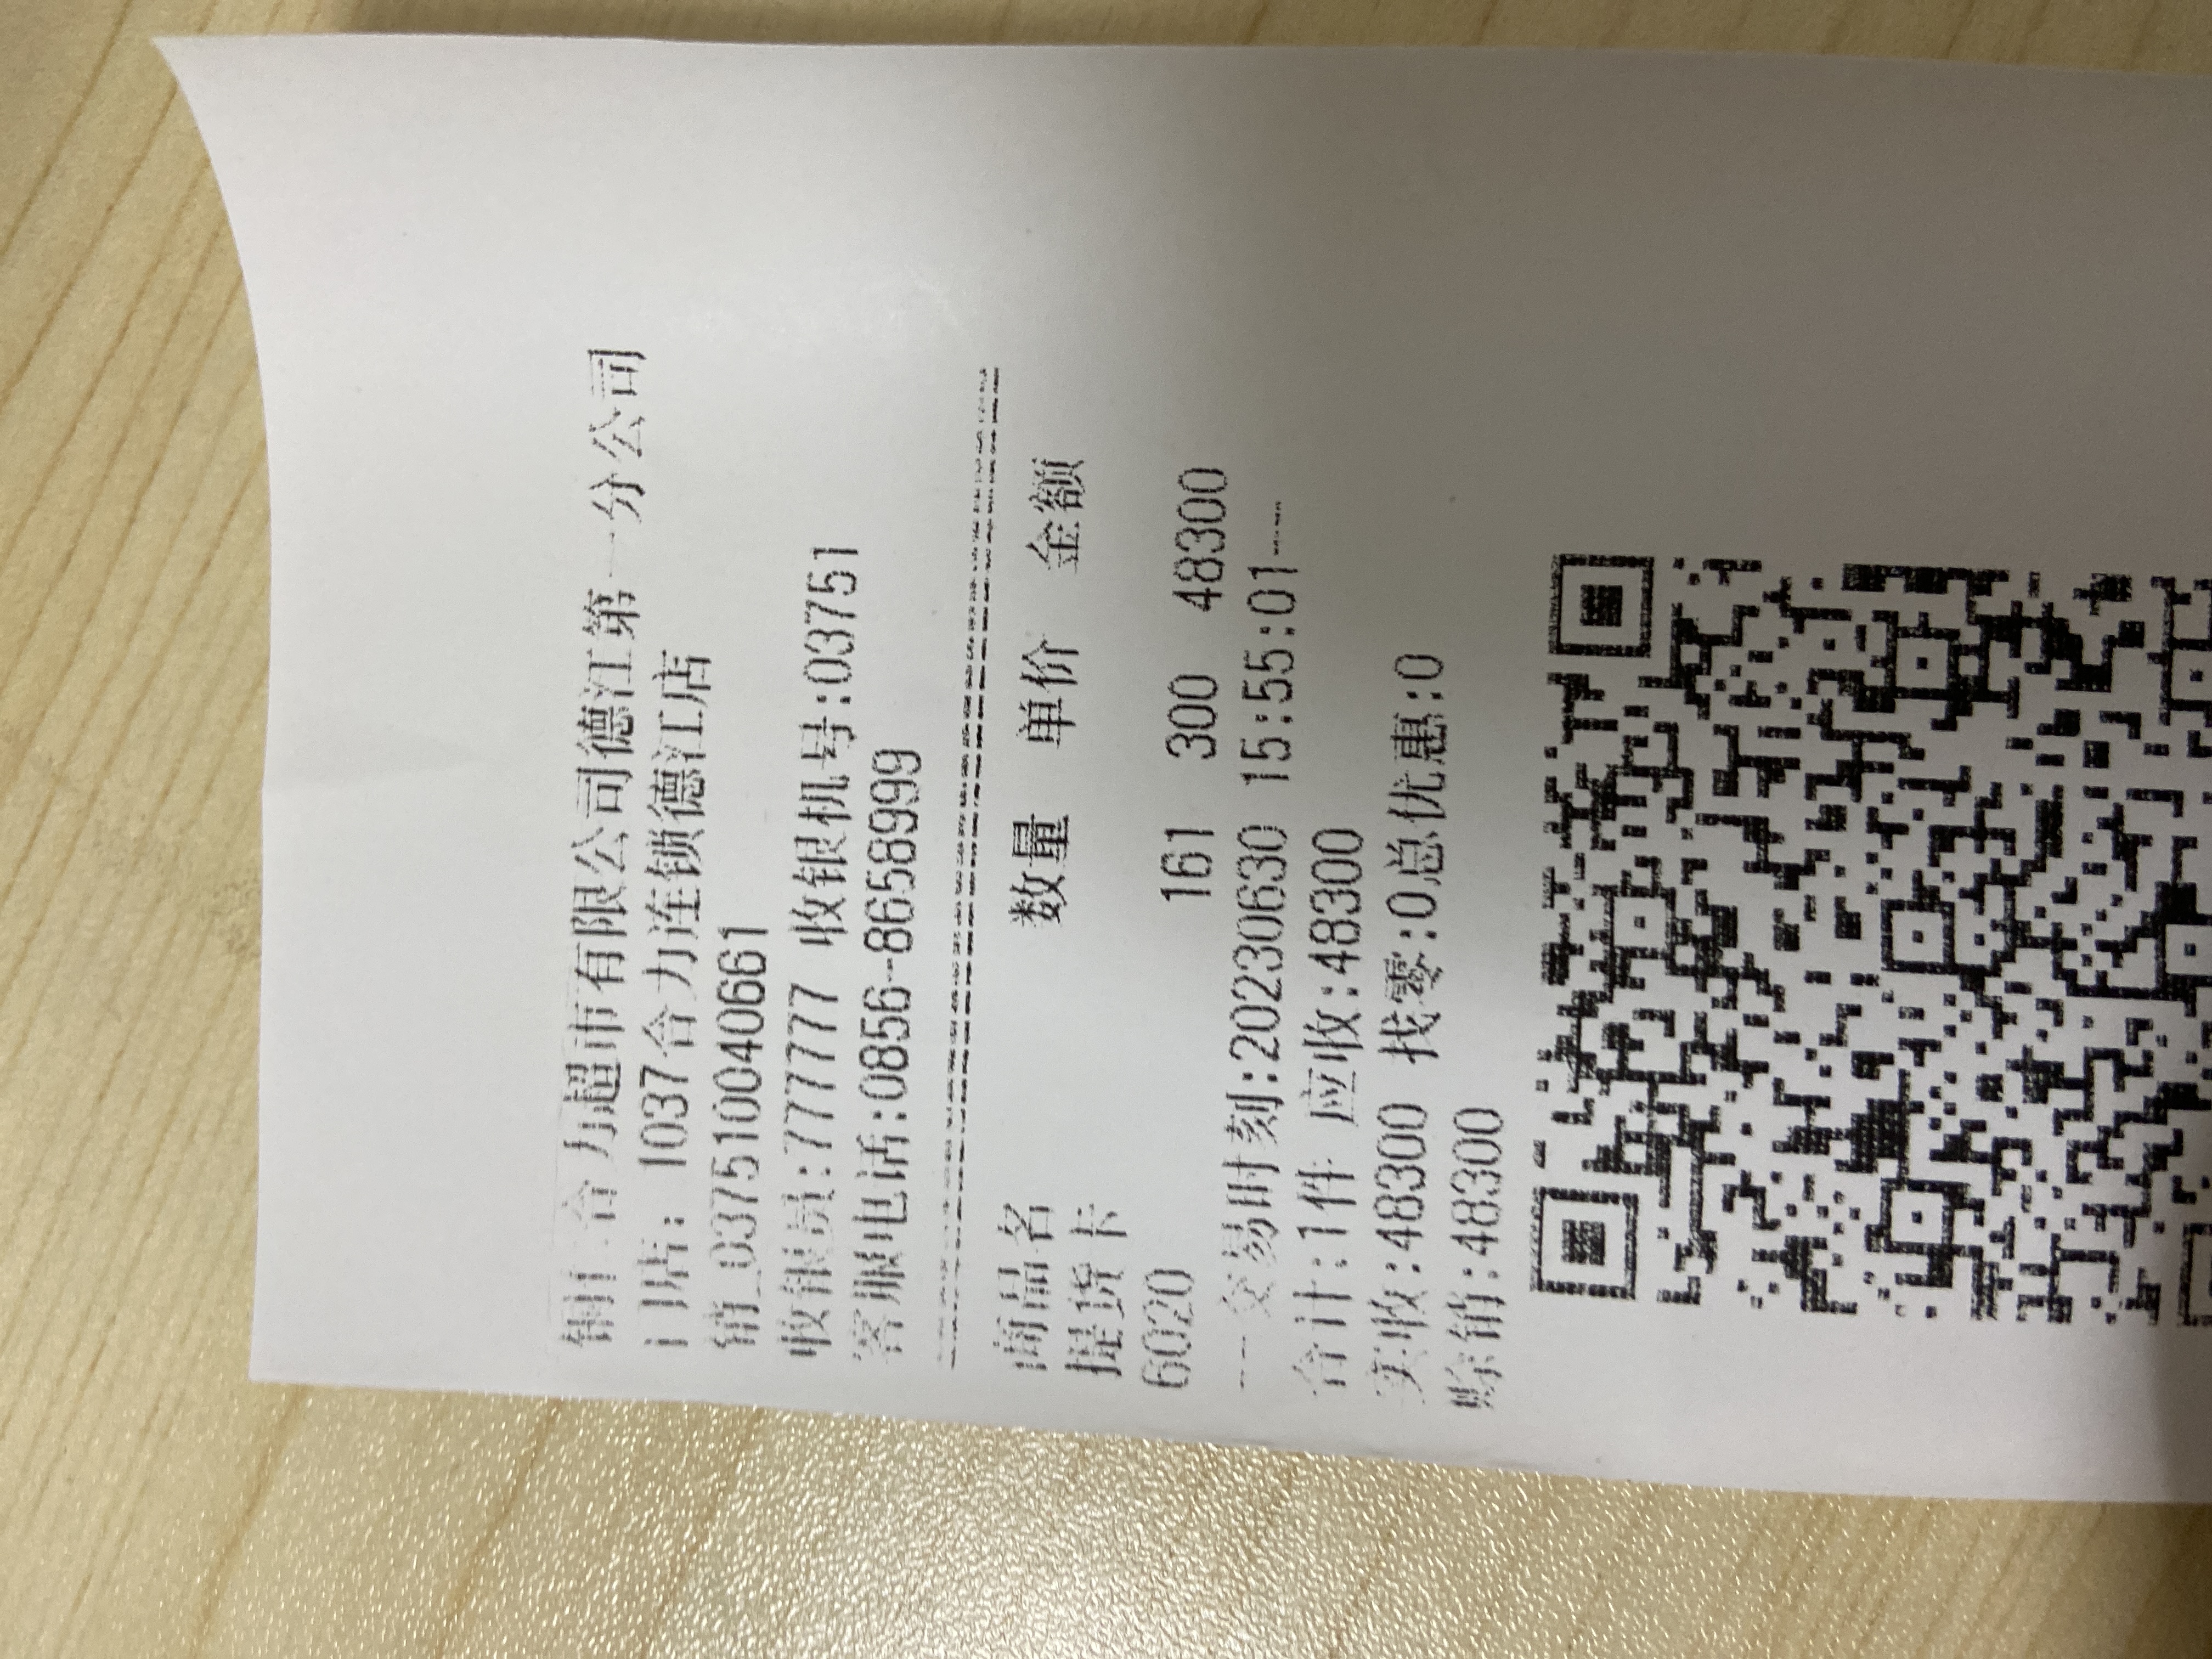 铜仁合力超市有限公司德江第一分公司
门店: 1037合力连锁德江店
销_037510040661
收银员:777777 收银机号:03751
客服电话:0856-8658999
商品名 数量 单价 金额
提货卡
6020 161 300 48300
---交易时刻:20230630 15:55:01---
合计:1件 应收:48300
实收:48300 找零:0总优惠:0
赊销:48300